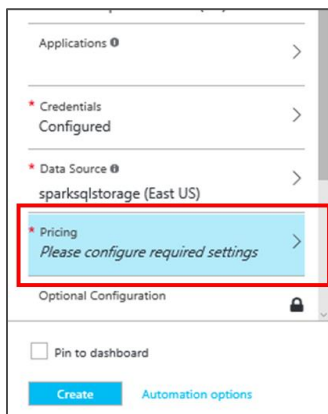 Applications
* Credentials
Configured
* Data Source
sparksqlstorage (East US)
* Pricing
Please configure required settings
Optional Configuration
Pin to dashboard
Create Automation options